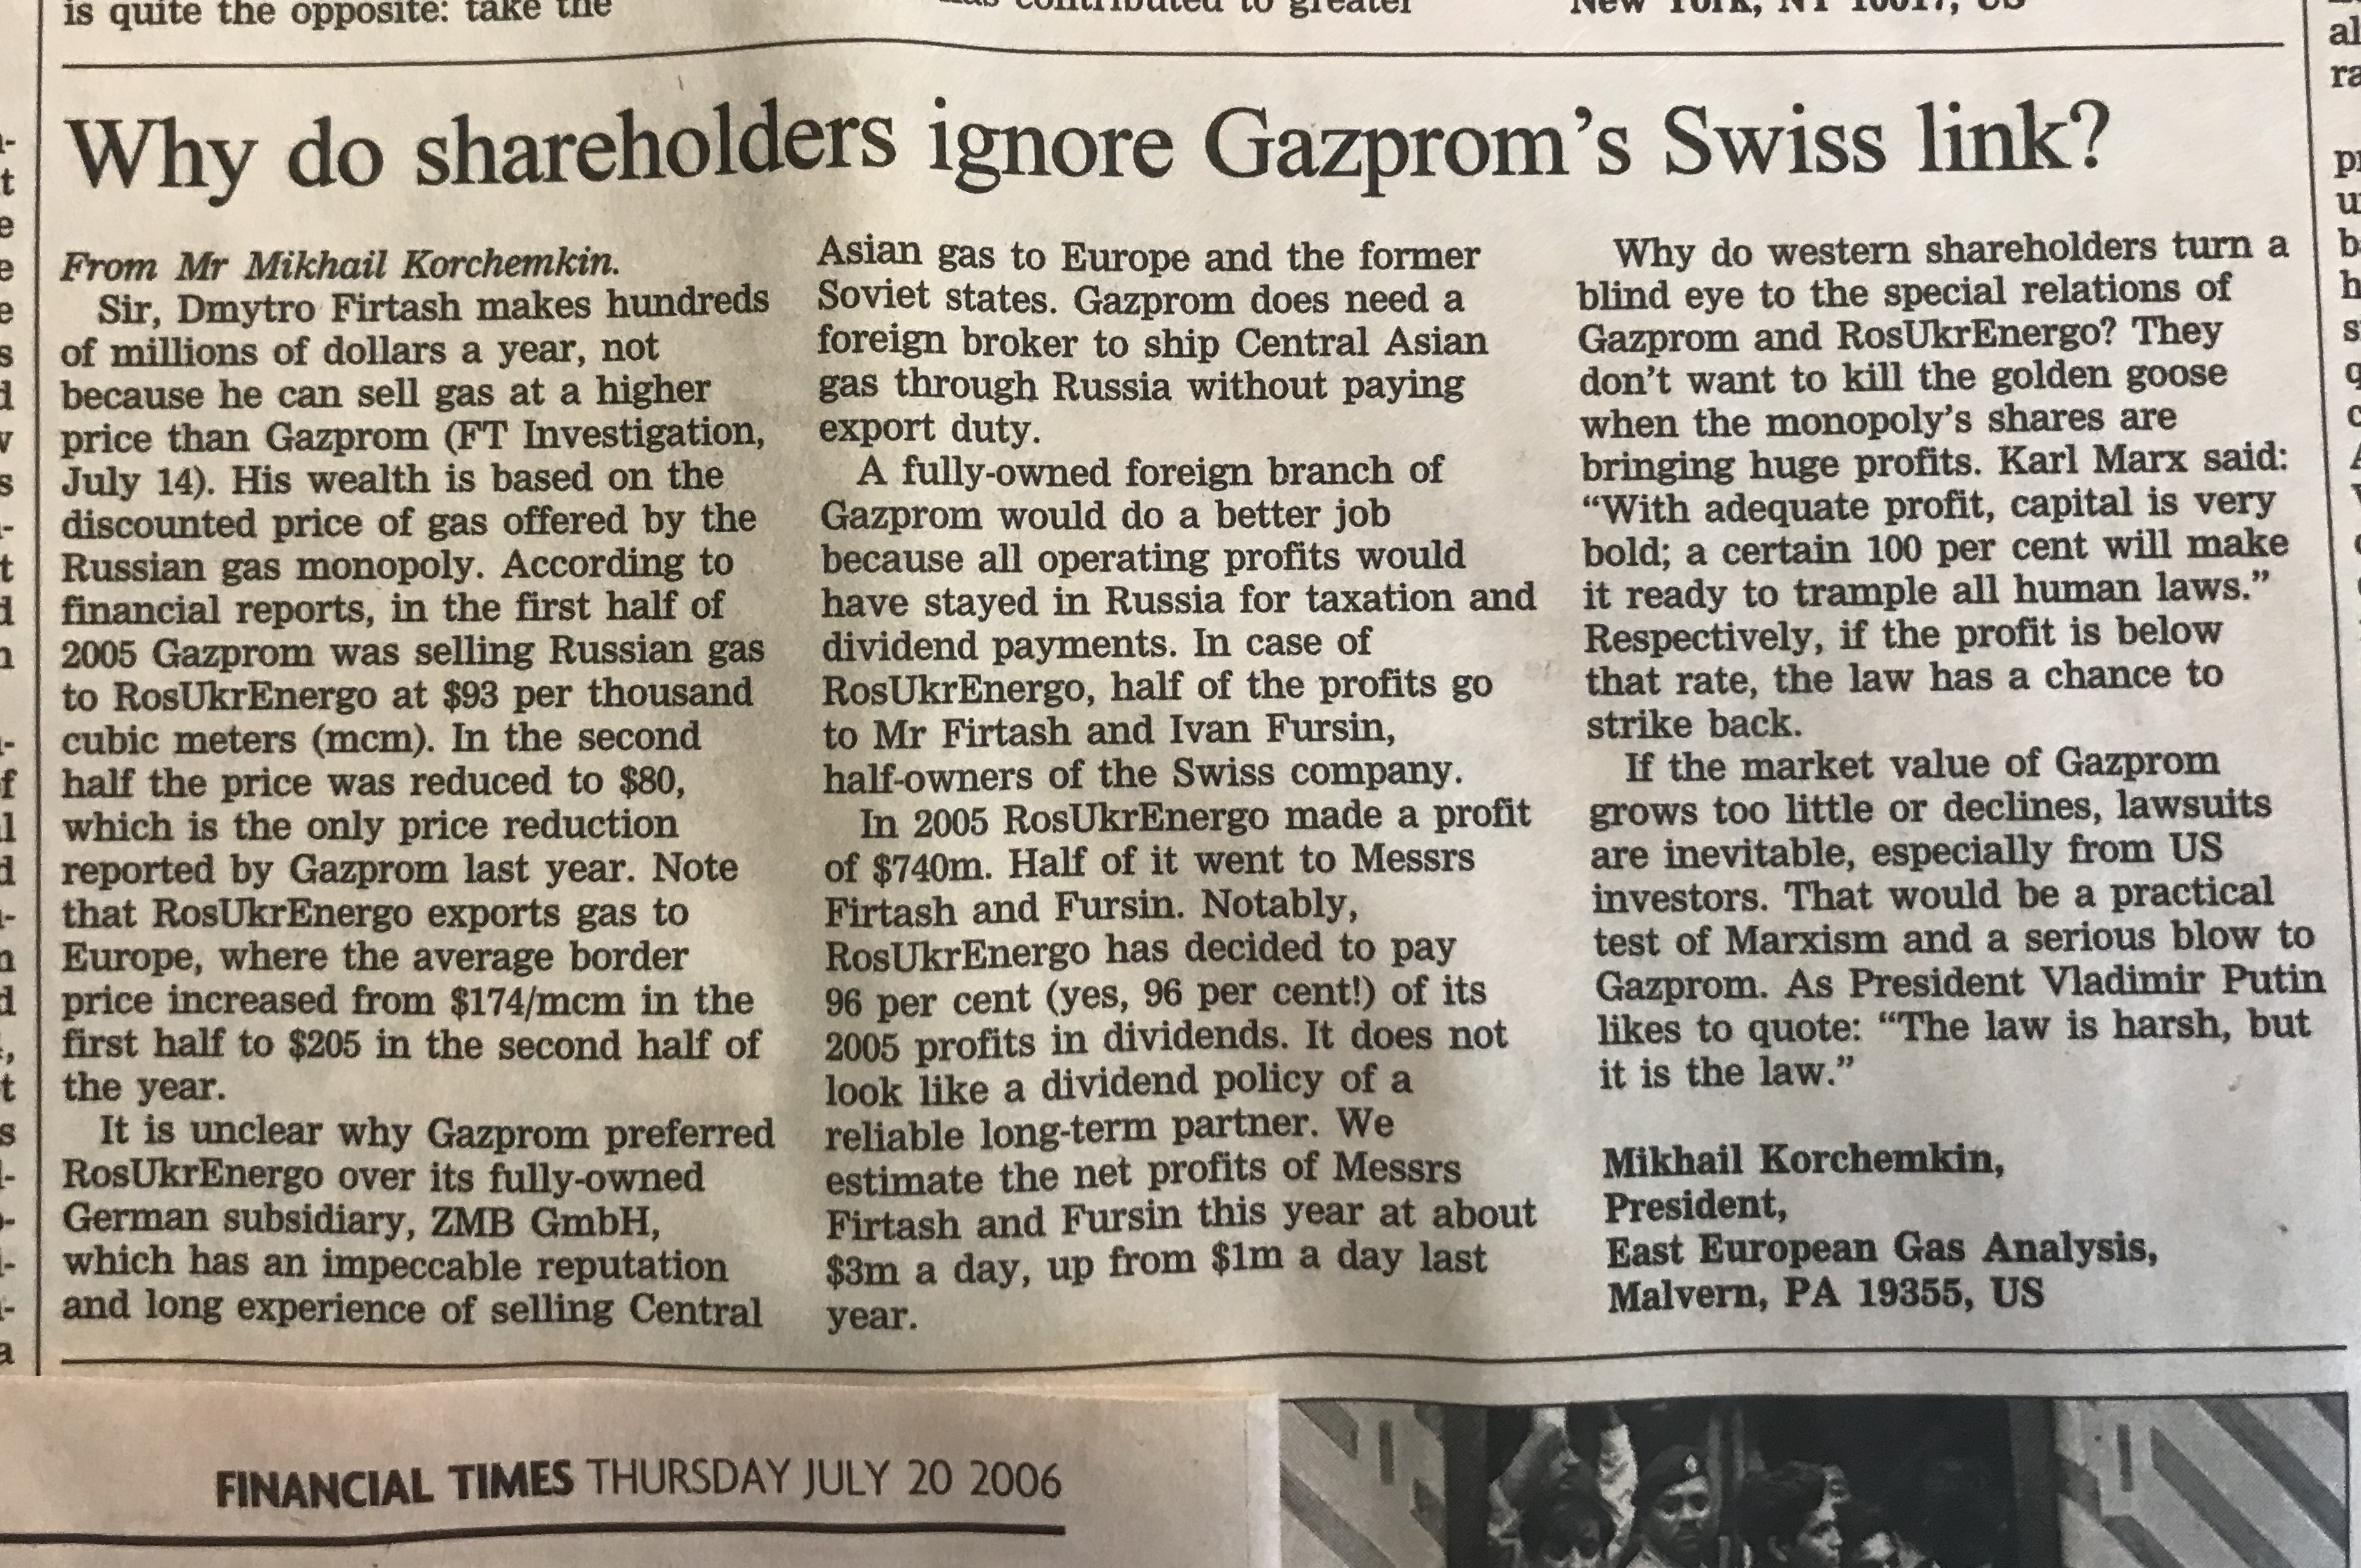 is quite the opposite: take the
contributed to greater
New York, NY 10017, US
Why do shareholders ignore Gazprom's Swiss link?
From Mr Mikhail Korchemkin.
Sir, Dmytro Firtash makes hundreds
of millions of dollars a year, not
because he can sell gas at a higher
price than Gazprom (FT Investigation,
July 14). His wealth is based on the
discounted price of gas offered by the
Russian gas monopoly. According to
financial reports, in the first half of
2005 Gazprom was selling Russian gas
to RosUkrEnergo at $93 per thousand
cubic meters (mcm). In the second
half the price was reduced to $80,
which is the only price reduction
reported by Gazprom last year. Note
that RosUkrEnergo exports gas to
Europe, where the average border
price increased from $174/mcm in the
first half to $205 in the second half of
the year.
It is unclear why Gazprom preferred
RosUkrEnergo over its fully-owned
German subsidiary, ZMB GmbH,
which has an impeccable reputation
and long experience of selling Central
Asian gas to Europe and the former
Soviet states. Gazprom does need a
foreign broker to ship Central Asian
gas through Russia without paying
export duty.
A fully-owned foreign branch of
Gazprom would do a better job
because all operating profits would
have stayed in Russia for taxation and
dividend payments. In case of
RosUkrEnergo, half of the profits go
to Mr Firtash and Ivan Fursin,
half-owners of the Swiss company.
In 2005 RosUkrEnergo made a profit
of $740m. Half of it went to Messrs
Firtash and Fursin. Notably,
RosUkrEnergo has decided to pay
96 per cent (yes, 96 per cent!) of its
2005 profits in dividends. It does not
look like a dividend policy of a
reliable long-term partner. We
estimate the net profits of Messrs
Firtash and Fursin this year at about
$3m a day, up from $1m a day last
year.
Why do western shareholders turn a
blind eye to the special relations of
Gazprom and RosUkrEnergo? They
don't want to kill the golden goose
when the monopoly's shares are
bringing huge profits. Karl Marx said:
“With adequate profit, capital is very
bold; a certain 100 per cent will make
it ready to trample all human laws.”
Respectively, if the profit is below
that rate, the law has a chance to
strike back.
If the market value of Gazprom
grows too little or declines, lawsuits
are inevitable, especially from US
investors. That would be a practical
test of Marxism and a serious blow to
Gazprom. As President Vladimir Putin
likes to quote: “The law is harsh, but
it is the law.”
Mikhail Korchemkin,
President,
East European Gas Analysis,
Malvern, PA 19355, US
FINANCIAL TIMES THURSDAY JULY 20 2006